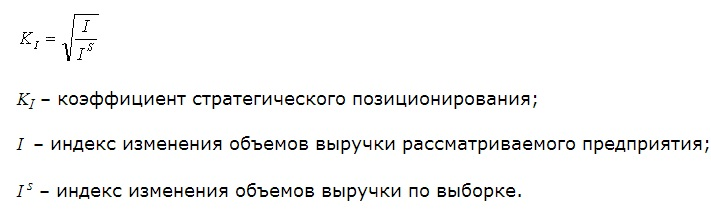 K_I = √(I / I^S)
K_I – коэффициент стратегического позиционирования;
I – индекс изменения объемов выручки рассматриваемого предприятия;
I^S – индекс изменения объемов выручки по выборке.